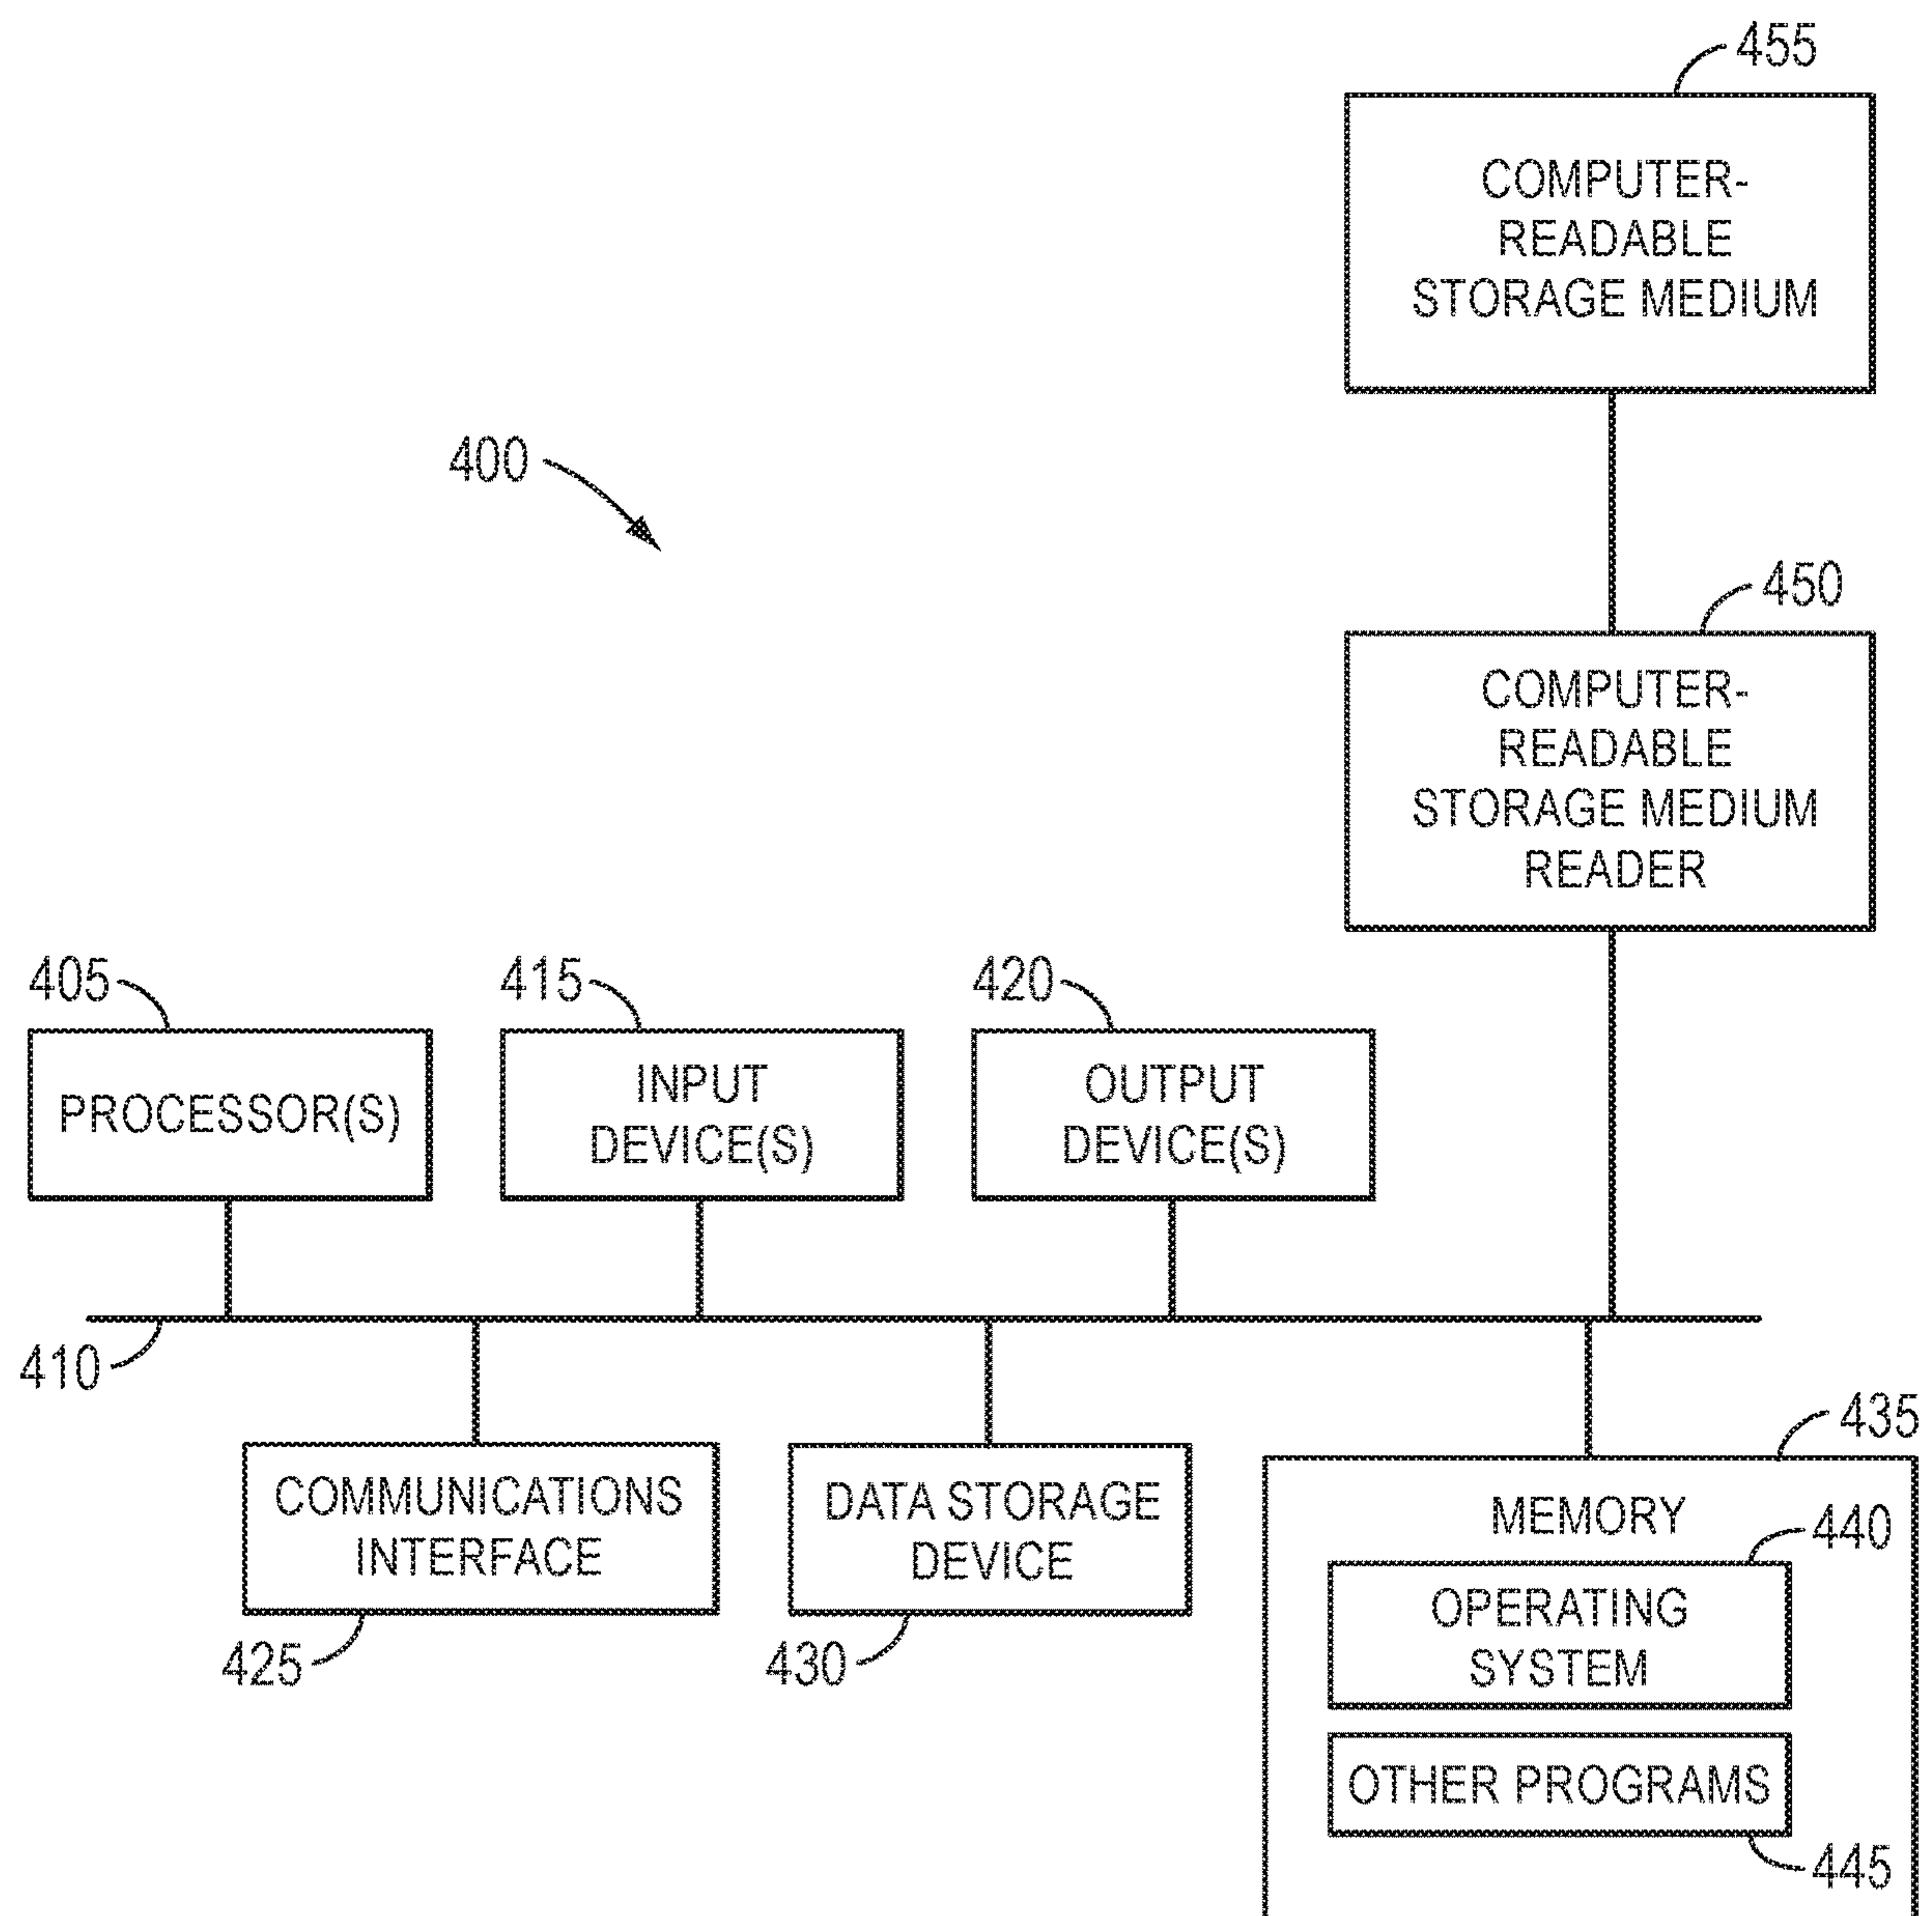 455
COMPUTER-
READABLE
STORAGE MEDIUM
400
450
COMPUTER-
READABLE
STORAGE MEDIUM
READER
405
PROCESSOR(S)
415
INPUT
DEVICE(S)
420
OUTPUT
DEVICE(S)
410
COMMUNICATIONS
INTERFACE
425
DATA STORAGE
DEVICE
430
435
MEMORY
440
OPERATING
SYSTEM
OTHER PROGRAMS
445